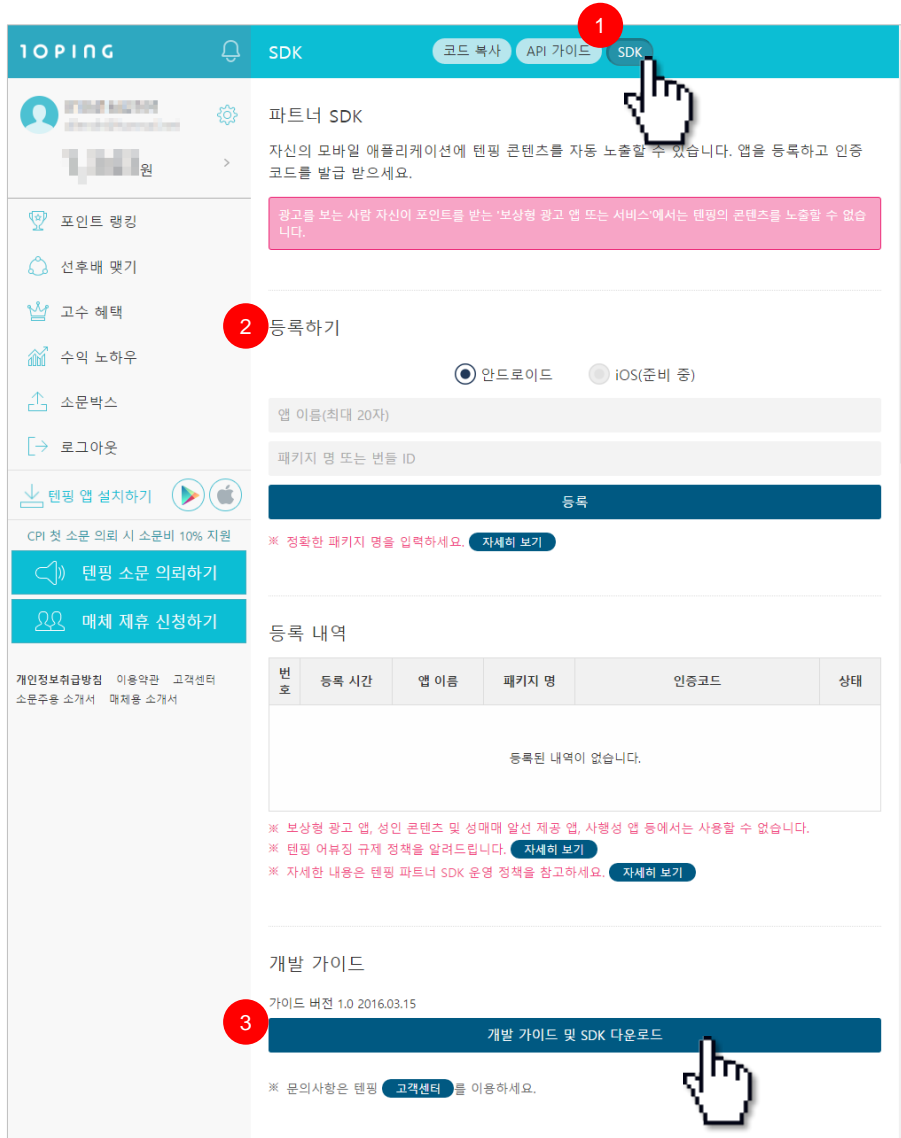 1
10PING
SDK
코드 복사
API 가이드
SDK
원
포인트 랭킹
선후배 맺기
고수 혜택
수익 노하우
소문박스
로그아웃
텐핑 앱 설치하기
CPI 첫 소문 의뢰 시 소문비 10% 지원
텐핑 소문 의뢰하기
매체 제휴 신청하기
개인정보취급방침 이용약관 고객센터
소문주용 소개서 매체용 소개서
파트너 SDK
자신의 모바일 애플리케이션에 텐핑 콘텐츠를 자동 노출할 수 있습니다. 앱을 등록하고 인증
코드를 발급 받으세요.
광고를 보는 사람 자신이 포인트를 받는 '보상형 광고 앱 또는 서비스'에서는 텐핑의 콘텐츠를 노출할 수 없습
니다.
2
등록하기
안드로이드
iOS(준비 중)
앱 이름(최대 20자)
패키지 명 또는 번들 ID
등록
※ 정확한 패키지 명을 입력하세요. 자세히 보기
등록 내역
번호 등록 시간 앱 이름 패키지 명 인증코드 상태
등록된 내역이 없습니다.
※ 보상형 광고 앱, 성인 콘텐츠 및 성매매 알선 제공 앱, 사행성 앱 등에서는 사용할 수 없습니다.
※ 텐핑 어뷰징 규제 정책을 알려드립니다. 자세히 보기
※ 자세한 내용은 텐핑 파트너 SDK 운영 정책을 참고하세요. 자세히 보기
개발 가이드
가이드 버전 1.0 2016.03.15
3
개발 가이드 및 SDK 다운로드
※ 문의사항은 텐핑 고객센터 를 이용하세요.